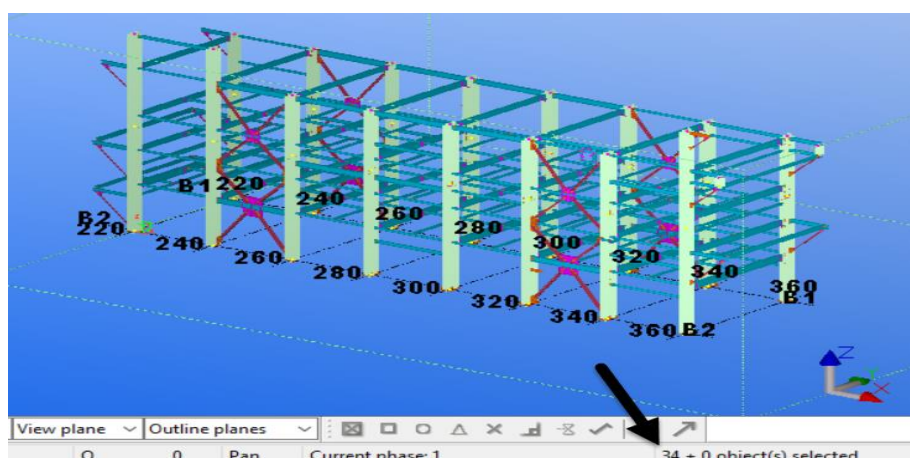 B1 220
240
B2
220
260
240
280
260
300
280
320
340
300
360
B1
320
340
360 B2
Z
Y
X
View plane Outline planes
O 0 Pan Current phase: 1 34 + 0 object(s) selected